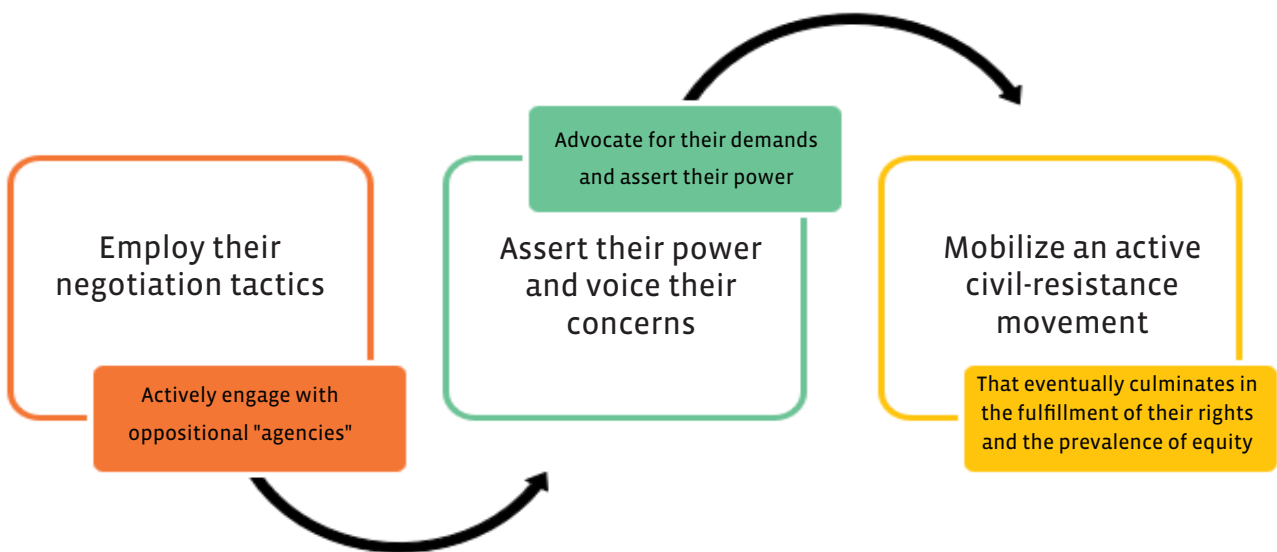 Employ their
negotiation tactics
Actively engage with
oppositional "agencies"
Advocate for their demands
and assert their power
Assert their power
and voice their
concerns
Mobilize an active
civil-resistance
movement
That eventually culminates in
the fulfillment of their rights
and the prevalence of equity